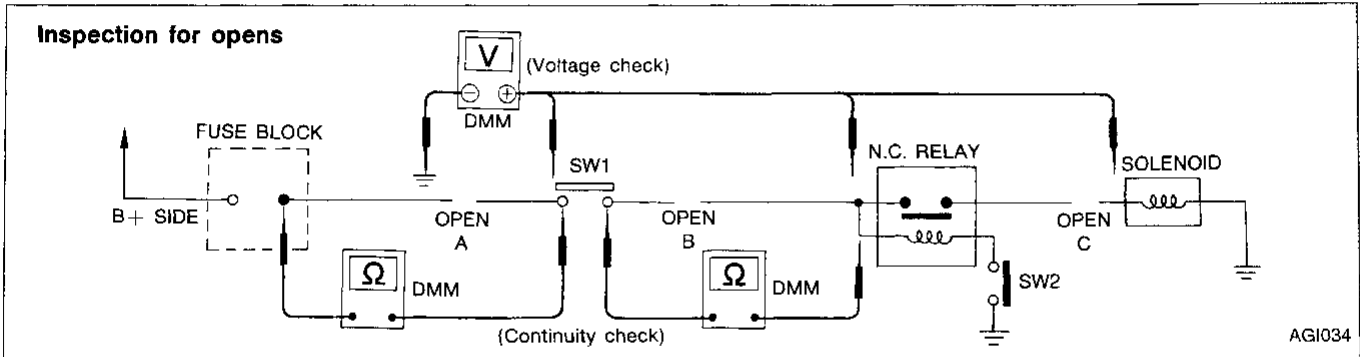 Inspection for opens
V
(Voltage check)
− +
DMM
FUSE BLOCK
SW1
N.C. RELAY
SOLENOID
B+ SIDE
OPEN
A
OPEN
B
OPEN
C
Ω
DMM
Ω
DMM
SW2
(Continuity check)
AGI034